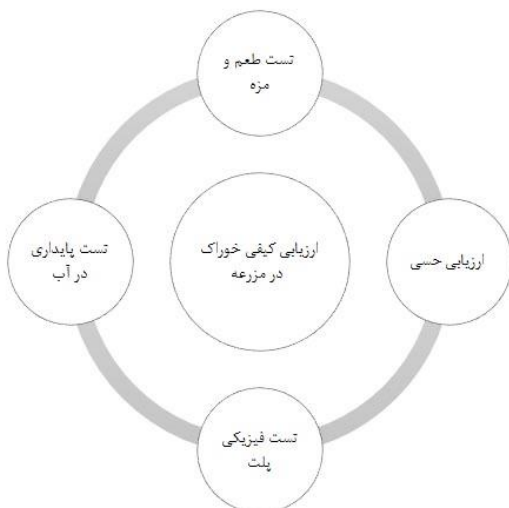 تست طعم و
مزه
ارزیابی حسی
ارزیابی کیفی خوراک
در مزرعه
تست پایداری
در آب
تست فیزیکی
پلت